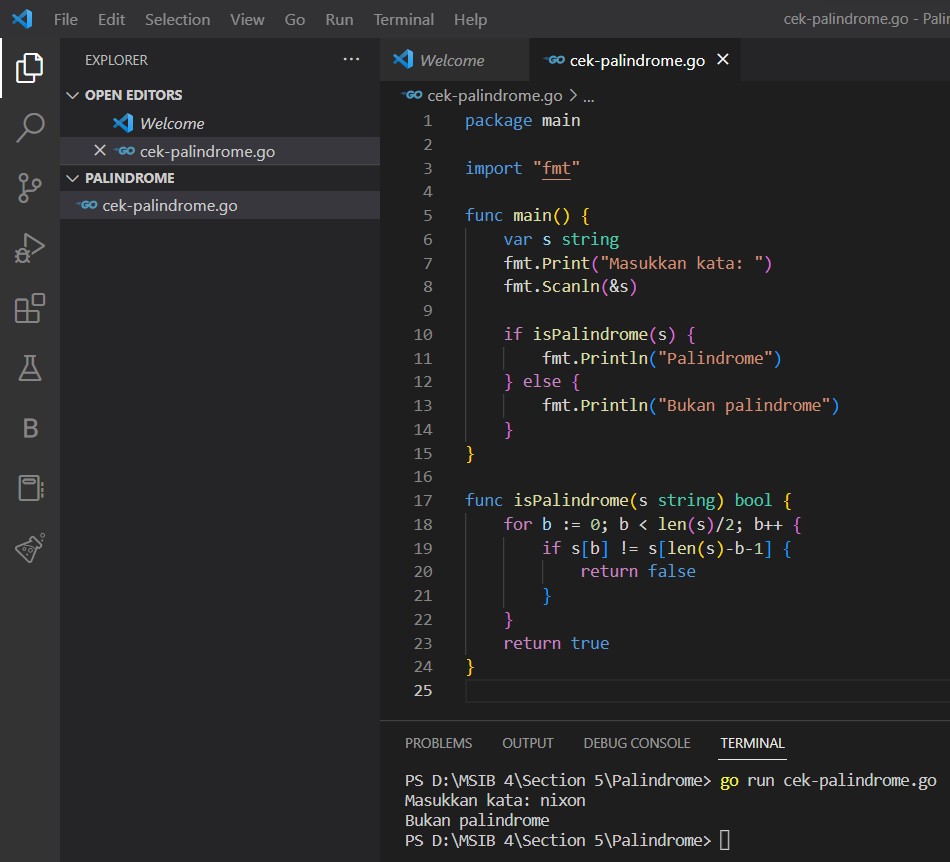 File Edit Selection View Go Run Terminal Help cek-palindrome.go - Palin
EXPLORER ...
OPEN EDITORS
Welcome
cek-palindrome.go
PALINDROME
cek-palindrome.go
B
Welcome cek-palindrome.go
cek-palindrome.go > ...
1 package main
2
3 import "fmt"
4
5 func main() {
6     var s string
7     fmt.Print("Masukkan kata: ")
8     fmt.Scanln(&s)
9
10     if isPalindrome(s) {
11         fmt.Println("Palindrome")
12     } else {
13         fmt.Println("Bukan palindrome")
14     }
15 }
16
17 func isPalindrome(s string) bool {
18     for b := 0; b < len(s)/2; b++ {
19         if s[b] != s[len(s)-b-1] {
20             return false
21         }
22     }
23     return true
24 }
25
PROBLEMS OUTPUT DEBUG CONSOLE TERMINAL
PS D:\MSIB 4\Section 5\Palindrome> go run cek-palindrome.go
Masukkan kata: nixon
Bukan palindrome
PS D:\MSIB 4\Section 5\Palindrome>